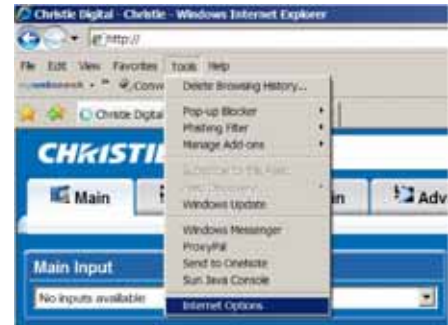 Christie Digital - Christie - Windows Internet Explorer
http://
File Edit View Favorites Tools Help
Delete Browsing History...
Pop-up Blocker
Phishing Filter
Manage Add-ons
Christie Digital
Windows Update
Windows Messenger
Send to OneNote
Sun Java Console
Internet Options
CHRISTIE
Main
Adv
Main Input
No inputs available